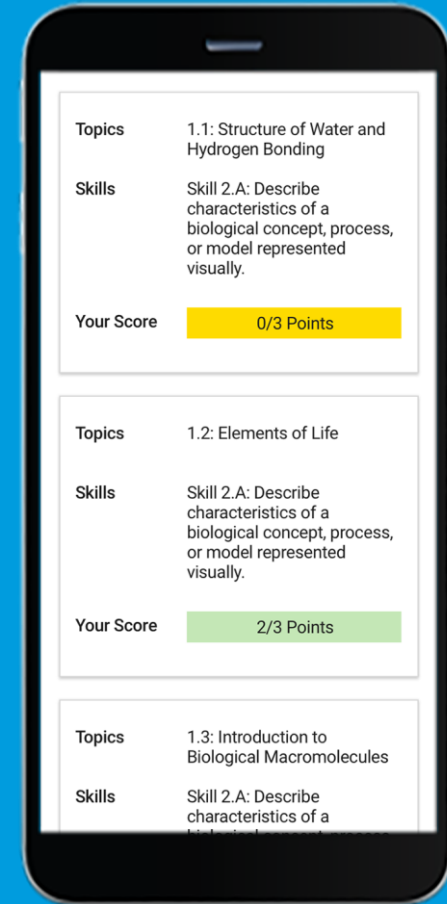 Topics 1.1: Structure of Water and
Hydrogen Bonding
Skills Skill 2.A: Describe
characteristics of a
biological concept, process,
or model represented
visually.
Your Score 0/3 Points
Topics 1.2: Elements of Life
Skills Skill 2.A: Describe
characteristics of a
biological concept, process,
or model represented
visually.
Your Score 2/3 Points
Topics 1.3: Introduction to
Biological Macromolecules
Skills Skill 2.A: Describe
characteristics of a